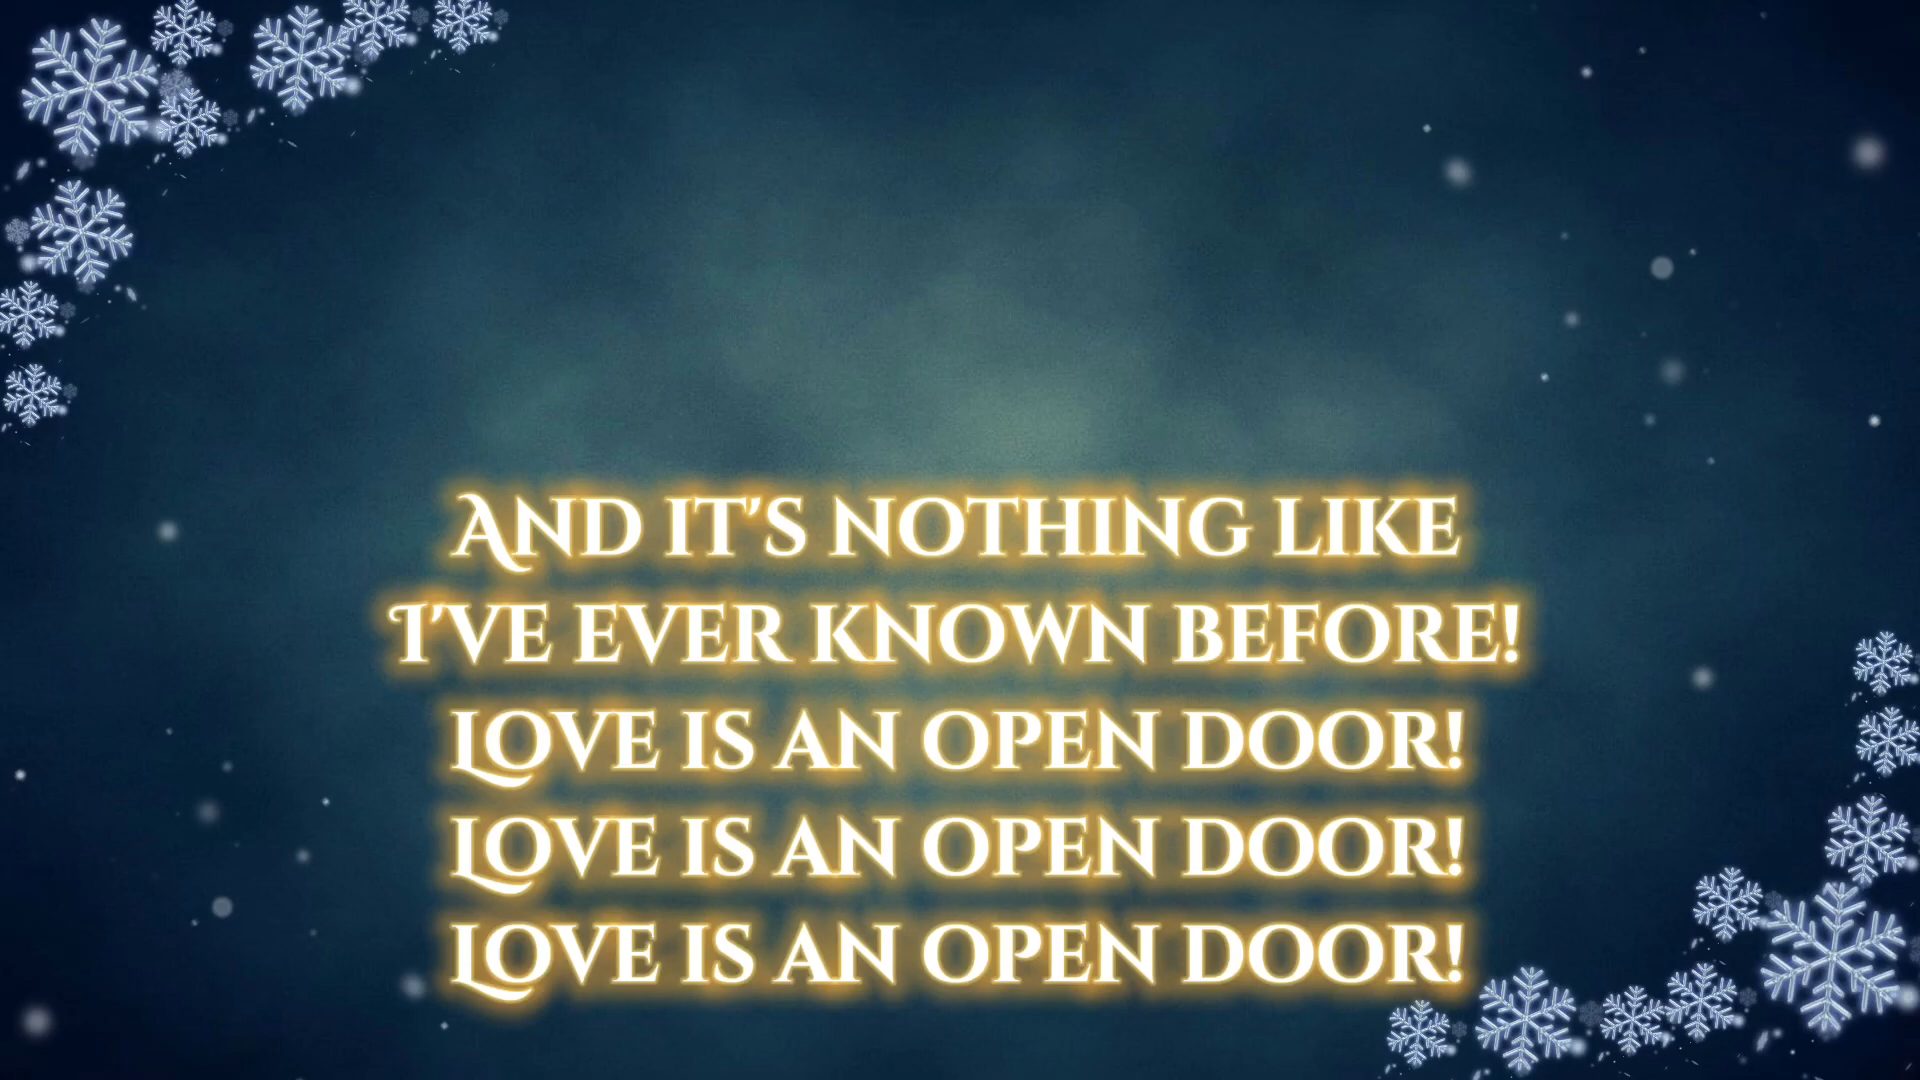 And it's nothing like
I've ever known before!
Love is an open door!
Love is an open door!
Love is an open door!